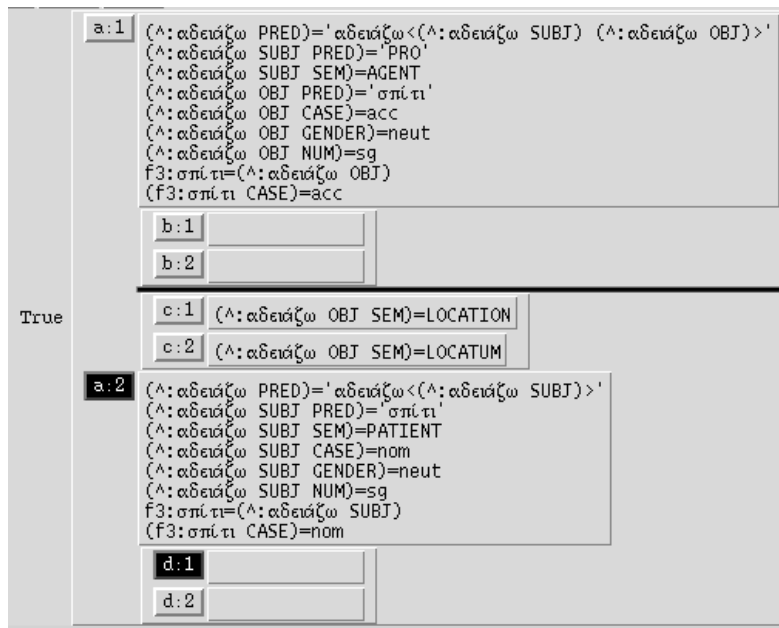 a:1
(^:αδειάζω PRED)='αδειάζω<(^:αδειάζω SUBJ) (^:αδειάζω OBJ)>'
(^:αδειάζω SUBJ PRED)='PRO'
(^:αδειάζω SUBJ SEM)=AGENT
(^:αδειάζω OBJ PRED)='σπίτι'
(^:αδειάζω OBJ CASE)=acc
(^:αδειάζω OBJ GENDER)=neut
(^:αδειάζω OBJ NUM)=sg
f3:σπίτι=(^:αδειάζω OBJ)
(f3:σπίτι CASE)=acc
b:1
b:2
True
c:1 (^:αδειάζω OBJ SEM)=LOCATION
c:2 (^:αδειάζω OBJ SEM)=LOCATUM
a:2
(^:αδειάζω PRED)='αδειάζω<(^:αδειάζω SUBJ)>'
(^:αδειάζω SUBJ PRED)='σπίτι'
(^:αδειάζω SUBJ SEM)=PATIENT
(^:αδειάζω SUBJ CASE)=nom
(^:αδειάζω SUBJ GENDER)=neut
(^:αδειάζω SUBJ NUM)=sg
f3:σπίτι=(^:αδειάζω SUBJ)
(f3:σπίτι CASE)=nom
d:1
d:2